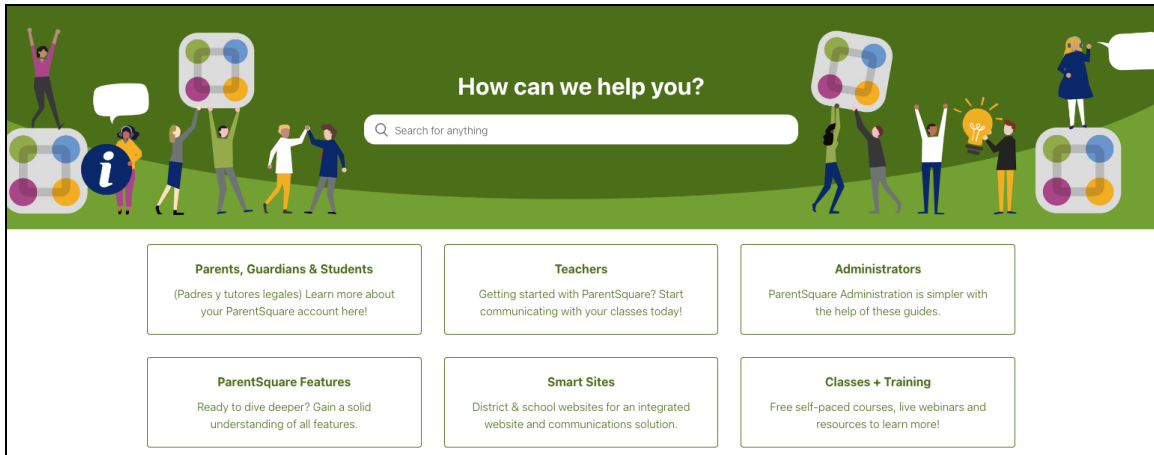 How can we help you?
Search for anything
i
Parents, Guardians & Students
(Padres y tutores legales) Learn more about
your ParentSquare account here!
Teachers
Getting started with ParentSquare? Start
communicating with your classes today!
Administrators
ParentSquare Administration is simpler with
the help of these guides.
ParentSquare Features
Ready to dive deeper? Gain a solid
understanding of all features.
Smart Sites
District & school websites for an integrated
website and communications solution.
Classes + Training
Free self-paced courses, live webinars and
resources to learn more!